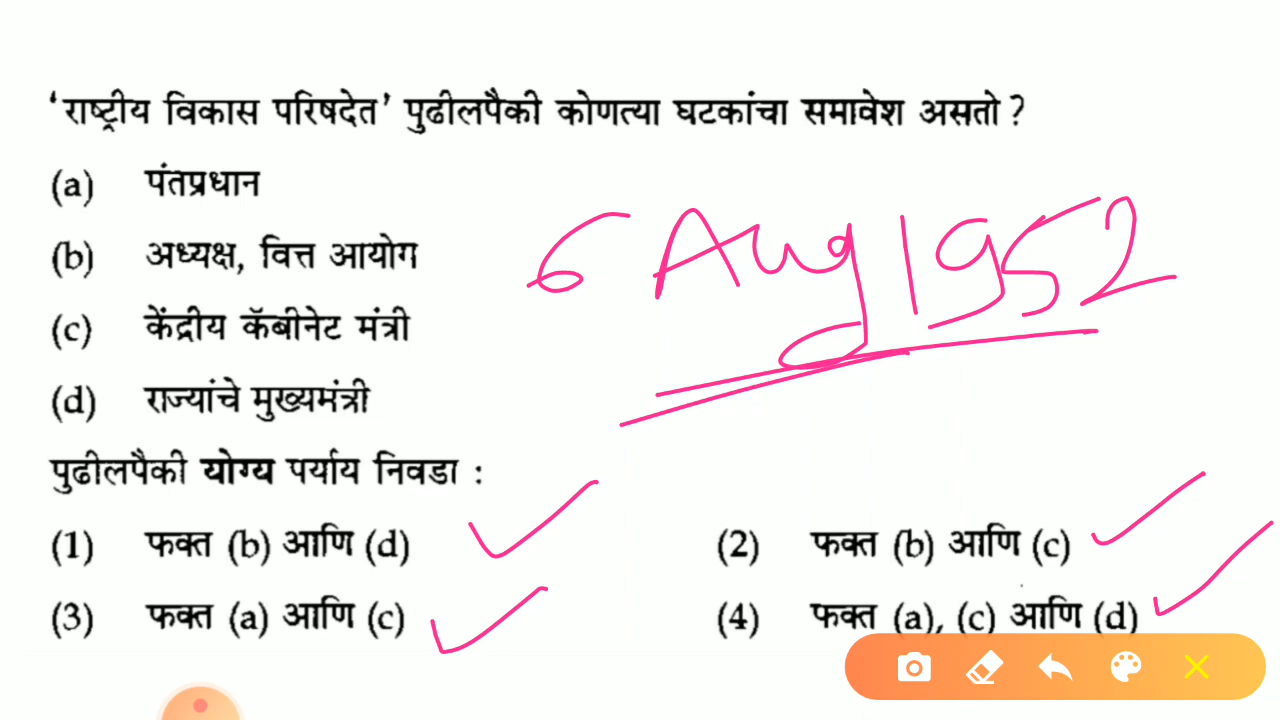 'राष्ट्रीय विकास परिषदेत' पुढीलपैकी कोणत्या घटकांचा समावेश असतो ?
(a) पंतप्रधान
(b) अध्यक्ष, वित्त आयोग
(c) केंद्रीय कॅबीनेट मंत्री
(d) राज्यांचे मुख्यमंत्री
6 Aug 1952
पुढीलपैकी योग्य पर्याय निवडा :
(1) फक्त (b) आणि (d) (2) फक्त (b) आणि (c)
(3) फक्त (a) आणि (c) (4) फक्त (a), (c) आणि (d)